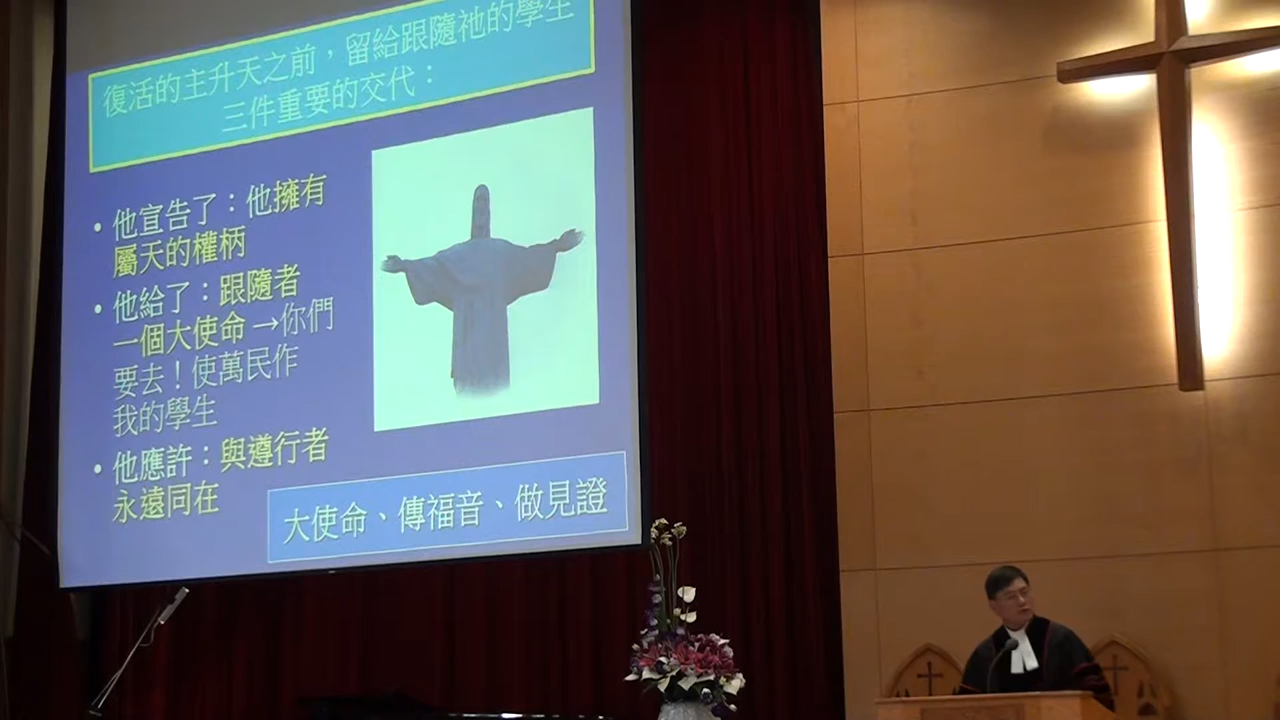 復活的主升天之前，留給跟隨祂的學生
三件重要的交代：
• 他宣告了：他擁有
屬天的權柄
• 他給了：跟隨者
一個大使命→你們
要去！使萬民作
我的學生
• 他應許：與遵行者
永遠同在
大使命、傳福音、做見證